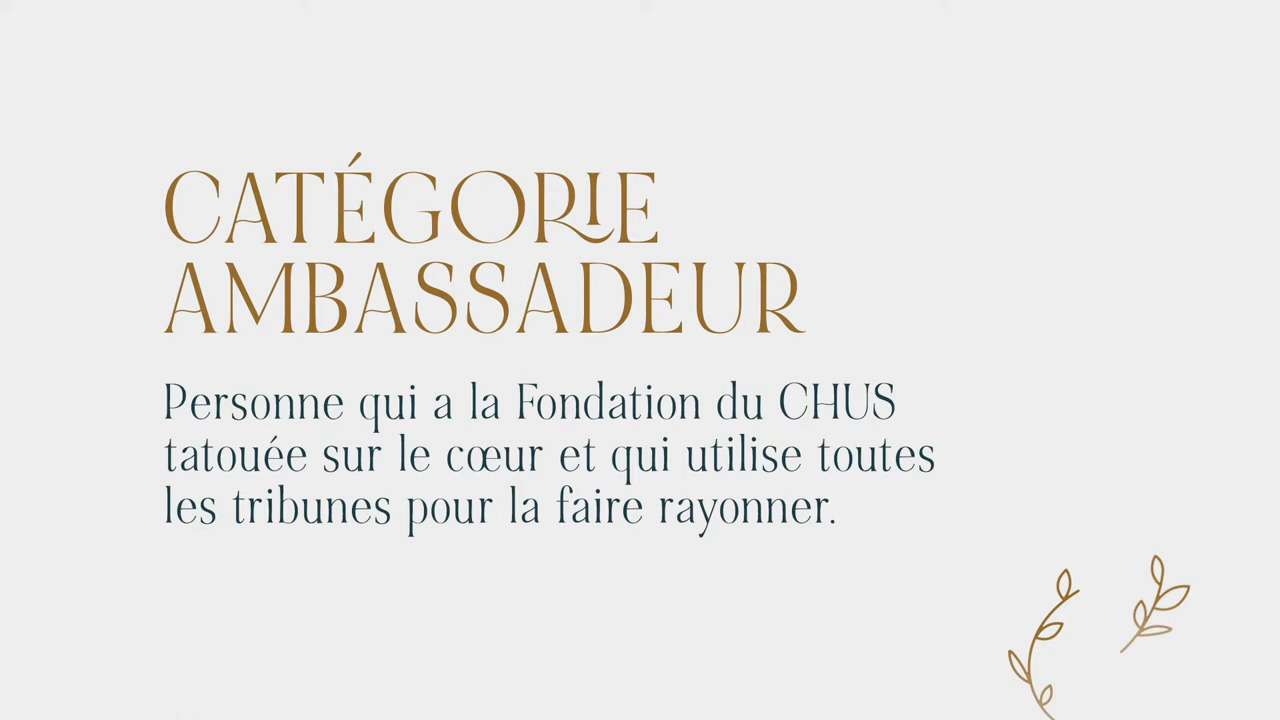 CATÉGORIE
AMBASSADEUR
Personne qui a la Fondation du CHUS
tatouée sur le cœur et qui utilise toutes
les tribunes pour la faire rayonner.